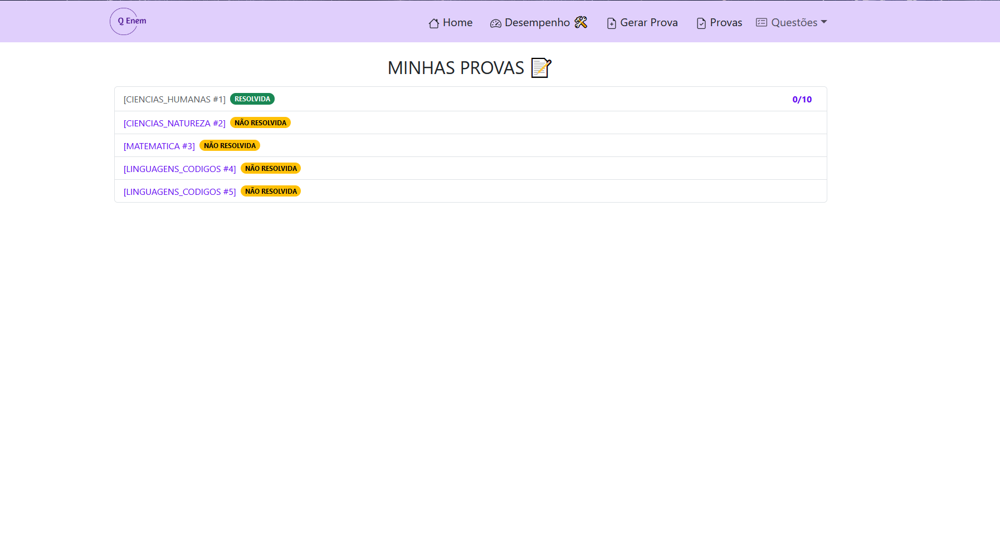 Q Enem
Home Desempenho Gerar Prova Provas Questões
MINHAS PROVAS
[CIENCIAS_HUMANAS #1] RESOLVIDA 0/10
[CIENCIAS_NATUREZA #2] NÃO RESOLVIDA
[MATEMATICA #3] NÃO RESOLVIDA
[LINGUAGENS_CODIGOS #4] NÃO RESOLVIDA
[LINGUAGENS_CODIGOS #5] NÃO RESOLVIDA